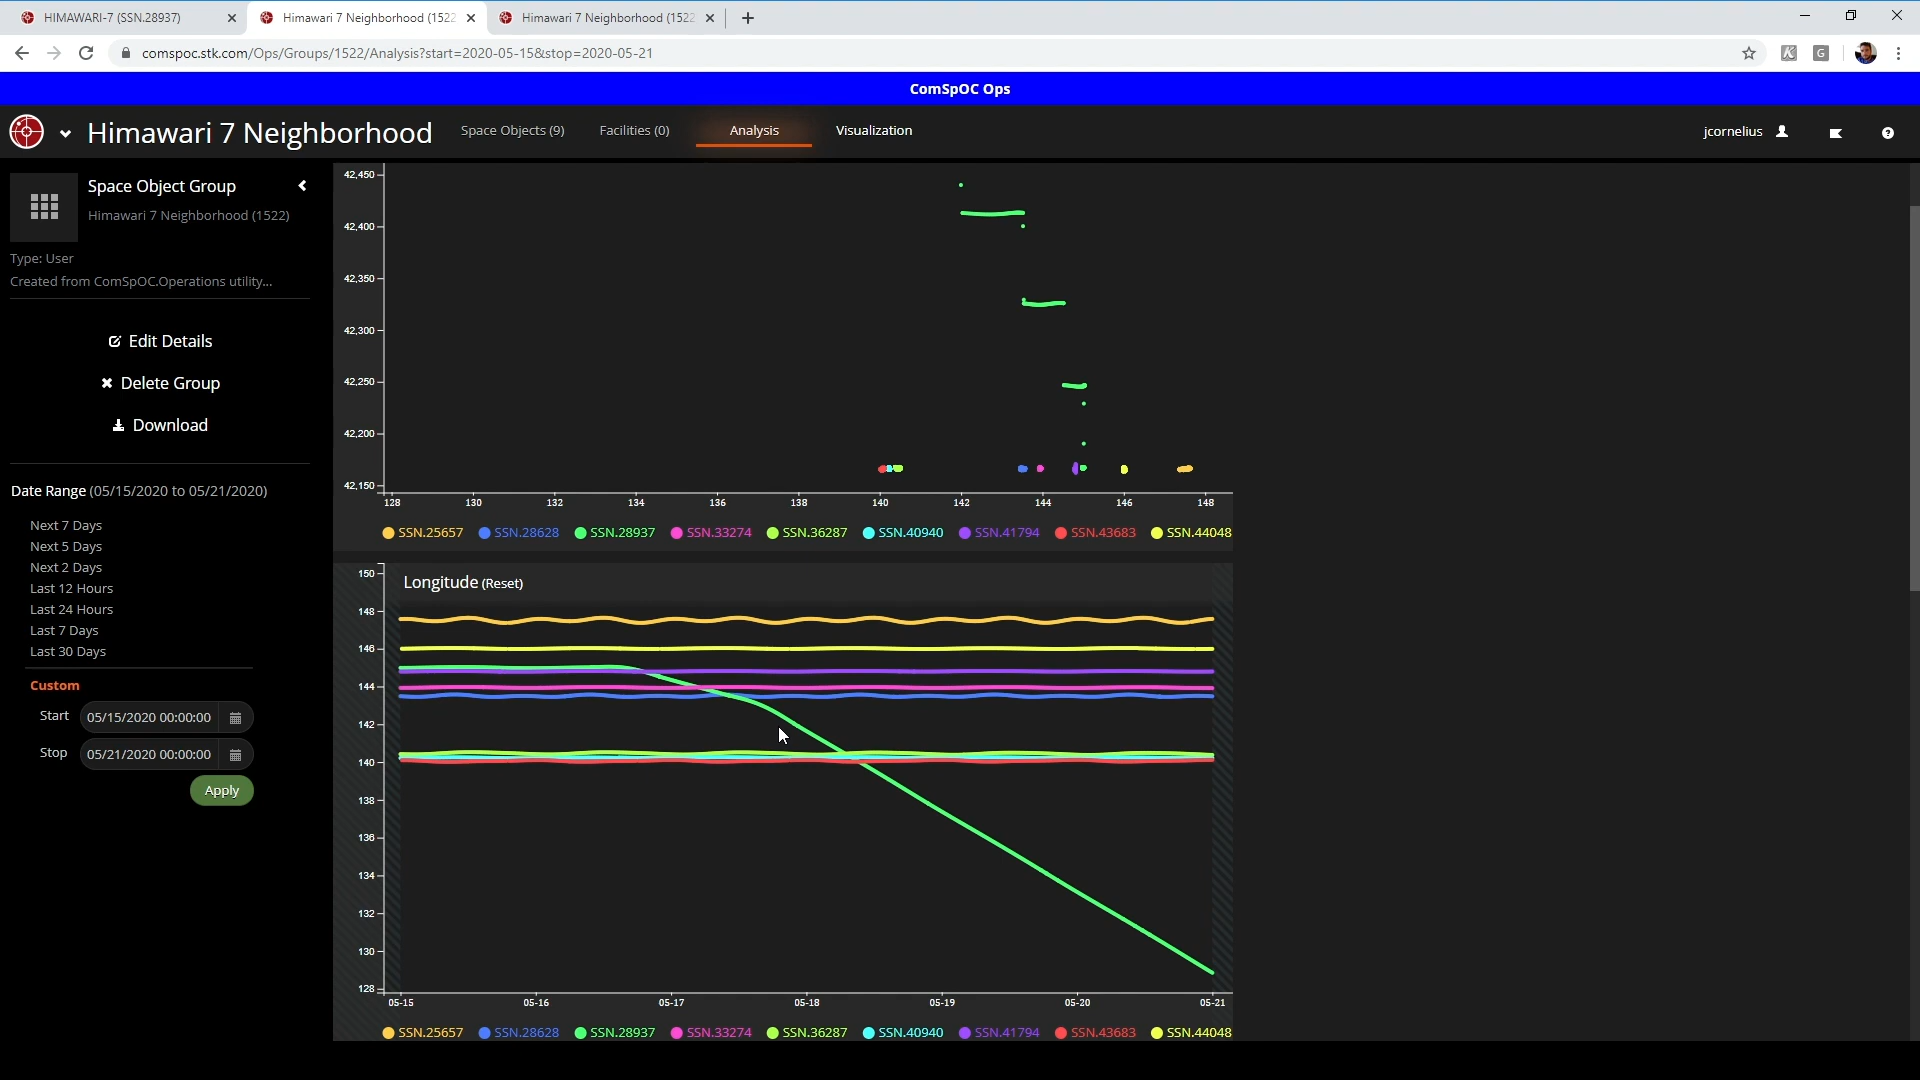 HIMAWARI-7 (SSN.28937)
Himawari 7 Neighborhood (1522
Himawari 7 Neighborhood (1522
comspoc.stk.com/Ops/Groups/1522/Analysis?start=2020-05-15&stop=2020-05-21
K
G
ComSpOC Ops
Himawari 7 Neighborhood
Space Objects (9)
Facilities (0)
Analysis
Visualization
jcornelius
Space Object Group
Himawari 7 Neighborhood (1522)
Type: User
Created from ComSpOC.Operations utility...
Edit Details
Delete Group
Download
Date Range (05/15/2020 to 05/21/2020)
Next 7 Days
Next 5 Days
Next 2 Days
Last 12 Hours
Last 24 Hours
Last 7 Days
Last 30 Days
Custom
Start 05/15/2020 00:00:00
Stop 05/21/2020 00:00:00
Apply
42,450
42,400
42,350
42,300
42,250
42,200
42,150
128 130 132 134 136 138 140 142 144 146 148
SSN.25657 SSN.28628 SSN.28937 SSN.33274 SSN.36287 SSN.40940 SSN.41794 SSN.43683 SSN.44048
Longitude (Reset)
150
148
146
144
142
140
138
136
134
132
130
128
05-15 05-16 05-17 05-18 05-19 05-20 05-21
SSN.25657 SSN.28628 SSN.28937 SSN.33274 SSN.36287 SSN.40940 SSN.41794 SSN.43683 SSN.44048